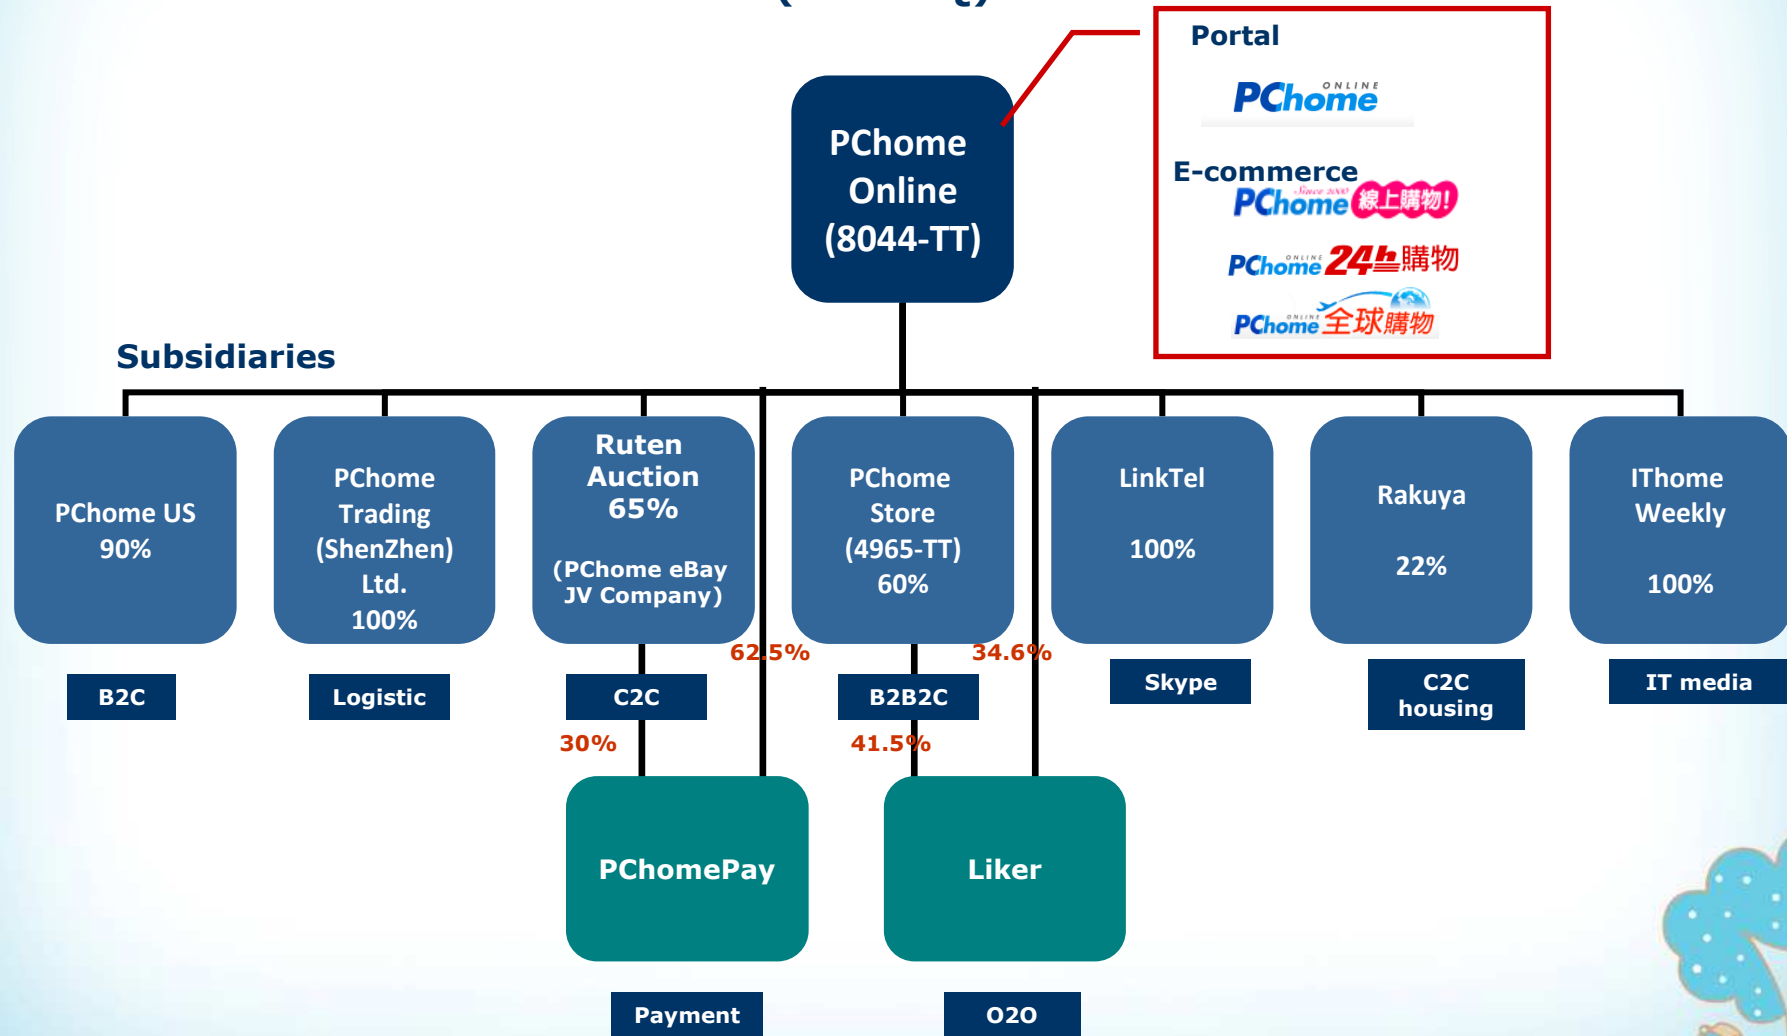 Portal
ONLINE
PChome
E-commerce
Since 2000
PChome 線上購物!
ONLINE
PChome 24h 購物
ONLINE
PChome 全球購物
PChome
Online
(8044-TT)
Subsidiaries
PChome US
90%
B2C
PChome
Trading
(ShenZhen)
Ltd.
100%
Logistic
Ruten
Auction
65%
(PChome eBay
JV Company)
C2C
PChome
Store
(4965-TT)
60%
B2B2C
LinkTel
100%
Skype
Rakuya
22%
C2C
housing
IThome
Weekly
100%
IT media
62.5%
34.6%
30%
41.5%
PChomePay
Liker
Payment
O2O